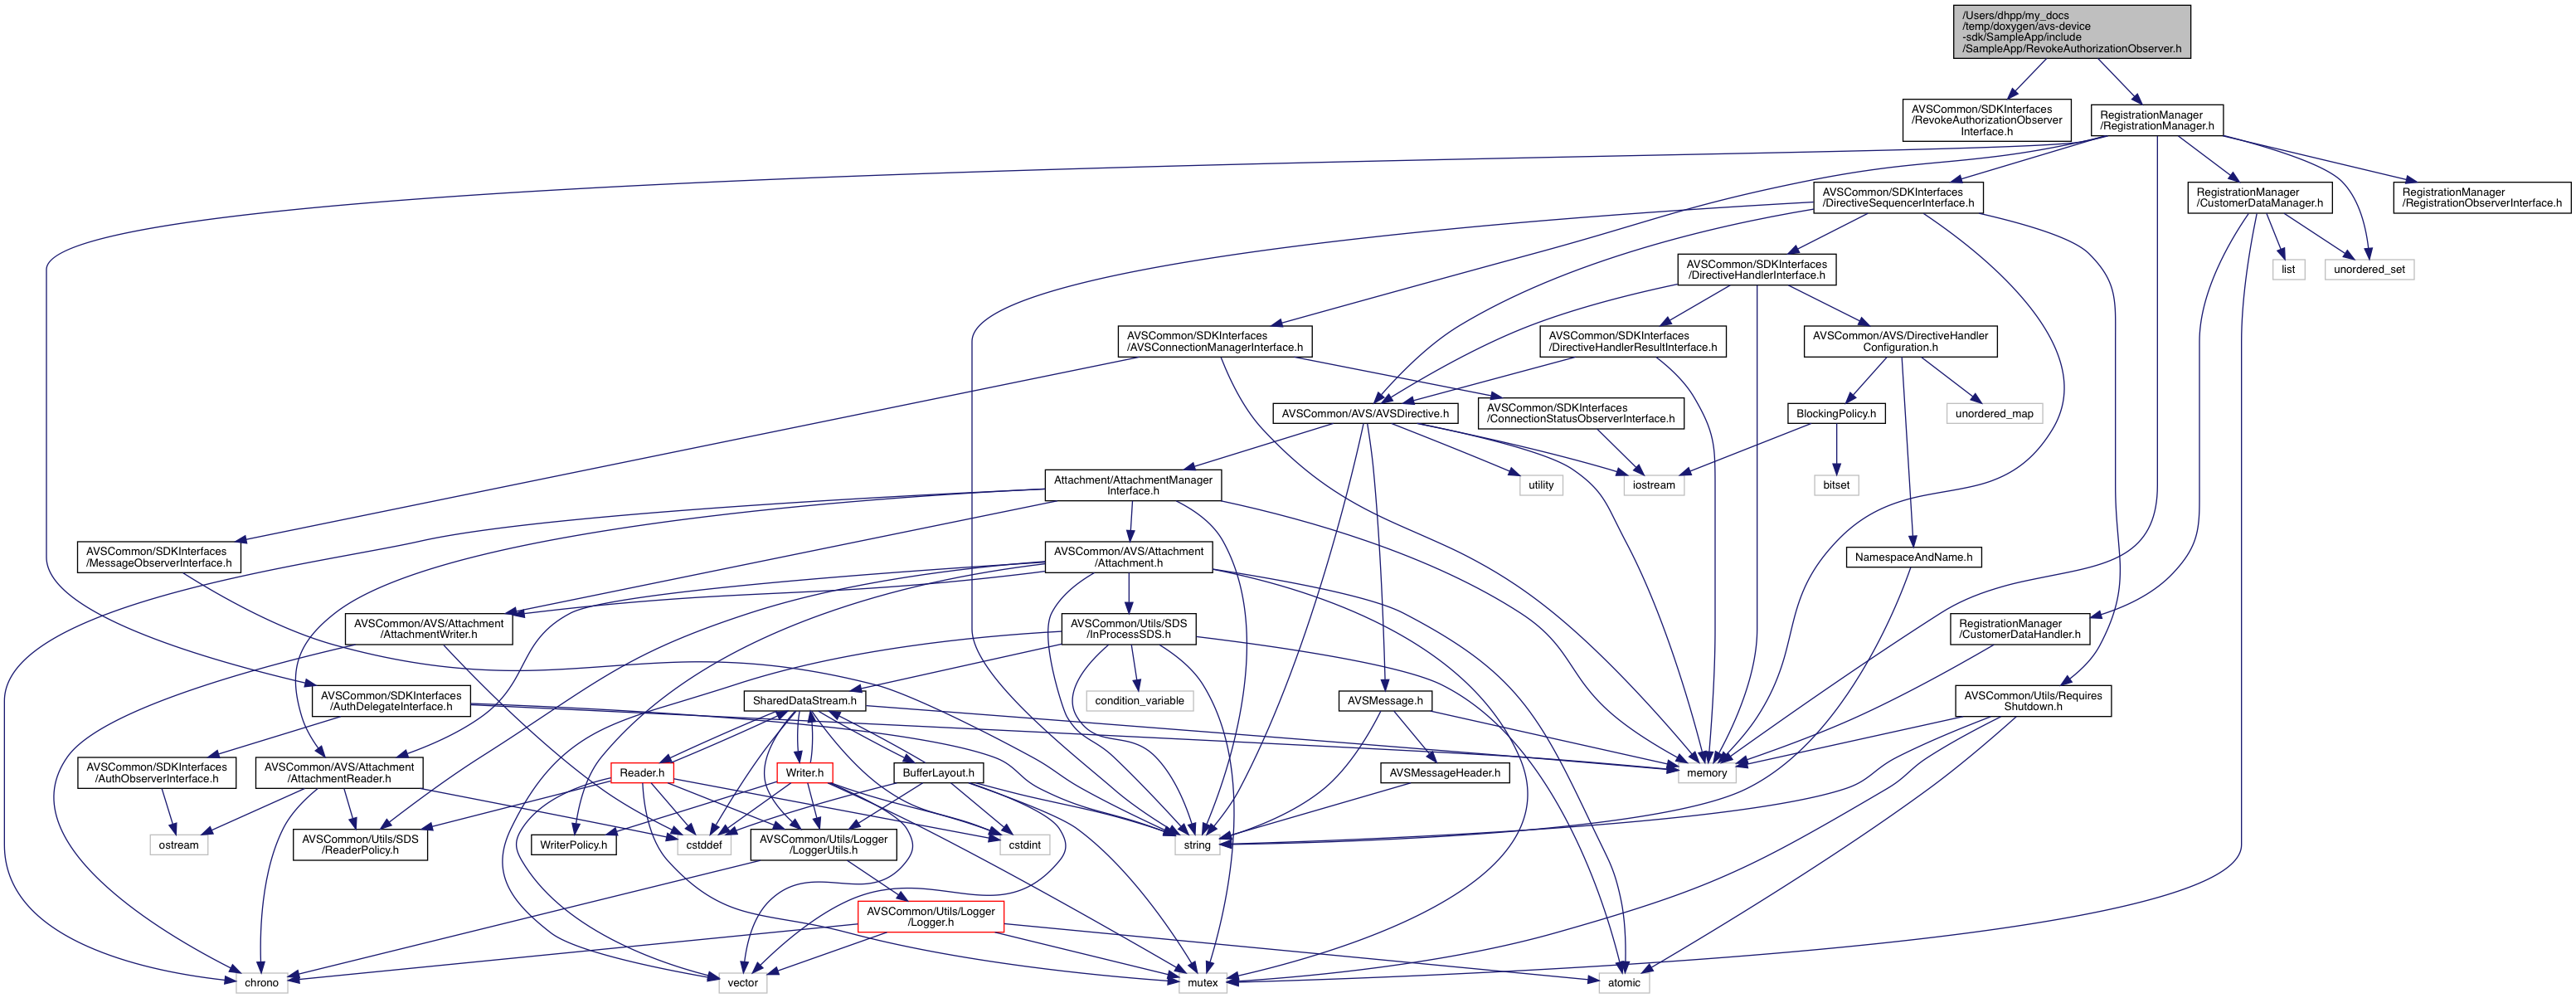 /Users/dhpp/my_docs
/temp/doxygen/avs-device
-sdk/SampleApp/include
/SampleApp/RevokeAuthorizationObserver.h
AVSCommon/SDKInterfaces
/RevokeAuthorizationObserver
Interface.h
RegistrationManager
/RegistrationManager.h
AVSCommon/SDKInterfaces
/DirectiveSequencerInterface.h
RegistrationManager
/CustomerDataManager.h
RegistrationManager
/RegistrationObserverInterface.h
AVSCommon/SDKInterfaces
/DirectiveHandlerInterface.h
list
unordered_set
AVSCommon/SDKInterfaces
/AVSConnectionManagerInterface.h
AVSCommon/SDKInterfaces
/DirectiveHandlerResultInterface.h
AVSCommon/AVS/DirectiveHandler
Configuration.h
AVSCommon/AVS/AVSDirective.h
AVSCommon/SDKInterfaces
/ConnectionStatusObserverInterface.h
BlockingPolicy.h
unordered_map
Attachment/AttachmentManager
Interface.h
utility
iostream
bitset
AVSCommon/SDKInterfaces
/MessageObserverInterface.h
AVSCommon/AVS/Attachment
/Attachment.h
NamespaceAndName.h
AVSCommon/AVS/Attachment
/AttachmentWriter.h
AVSCommon/Utils/SDS
/InProcessSDS.h
RegistrationManager
/CustomerDataHandler.h
AVSCommon/SDKInterfaces
/AuthDelegateInterface.h
SharedDataStream.h
condition_variable
AVSMessage.h
AVSCommon/Utils/Requires
Shutdown.h
AVSCommon/SDKInterfaces
/AuthObserverInterface.h
AVSCommon/AVS/Attachment
/AttachmentReader.h
Reader.h
Writer.h
BufferLayout.h
AVSMessageHeader.h
memory
ostream
AVSCommon/Utils/SDS
/ReaderPolicy.h
WriterPolicy.h
cstddef
AVSCommon/Utils/Logger
/LoggerUtils.h
cstdint
string
AVSCommon/Utils/Logger
/Logger.h
chrono
vector
mutex
atomic